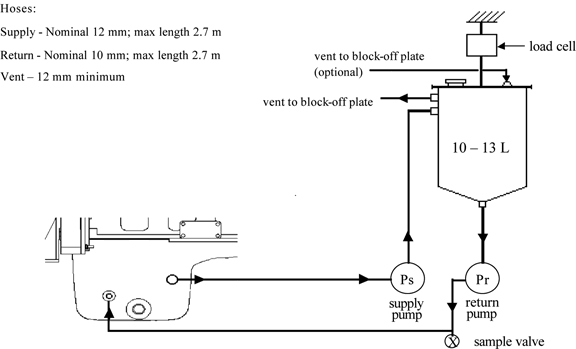 Hoses:
Supply - Nominal 12 mm; max length 2.7 m
Return - Nominal 10 mm; max length 2.7 m
Vent – 12 mm minimum
load cell
vent to block-off plate
(optional)
vent to block-off plate
10 – 13 L
Ps
Pr
supply
pump
return
pump
X
sample valve